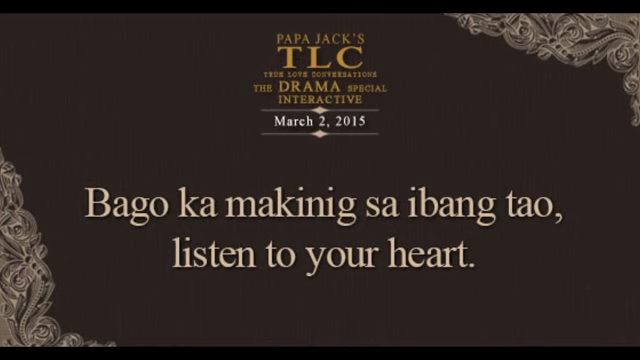 PAPA JACK'S
TLC
TRUE LOVE CONVERSATIONS
THE DRAMA SPECIAL
INTERACTIVE
March 2, 2015
Bago ka makinig sa ibang tao,
listen to your heart.